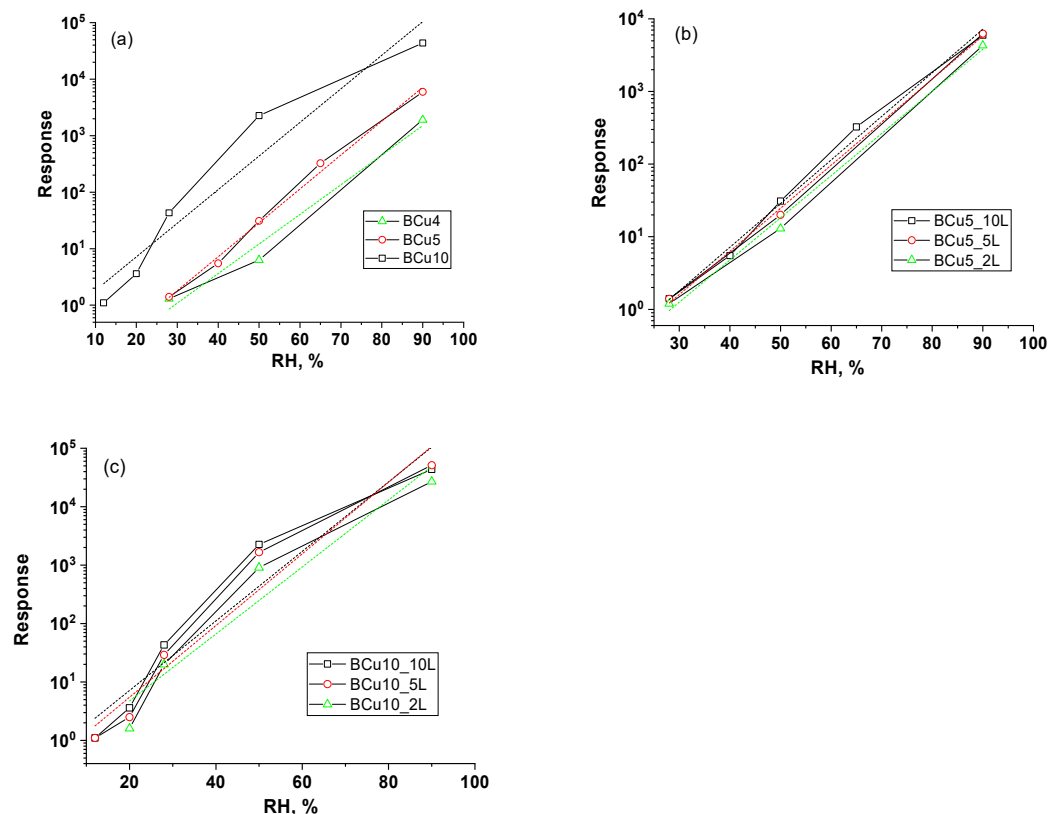 (a)
10^5
10^4
10^3
10^2
10^1
10^0
Response
BCu4
BCu5
BCu10
10 20 30 40 50 60 70 80 90 100
RH, %
(b)
10^4
10^3
10^2
10^1
10^0
Response
BCu5_10L
BCu5_5L
BCu5_2L
30 40 50 60 70 80 90 100
RH, %
(c)
10^5
10^4
10^3
10^2
10^1
10^0
Response
BCu10_10L
BCu10_5L
BCu10_2L
20 40 60 80 100
RH, %